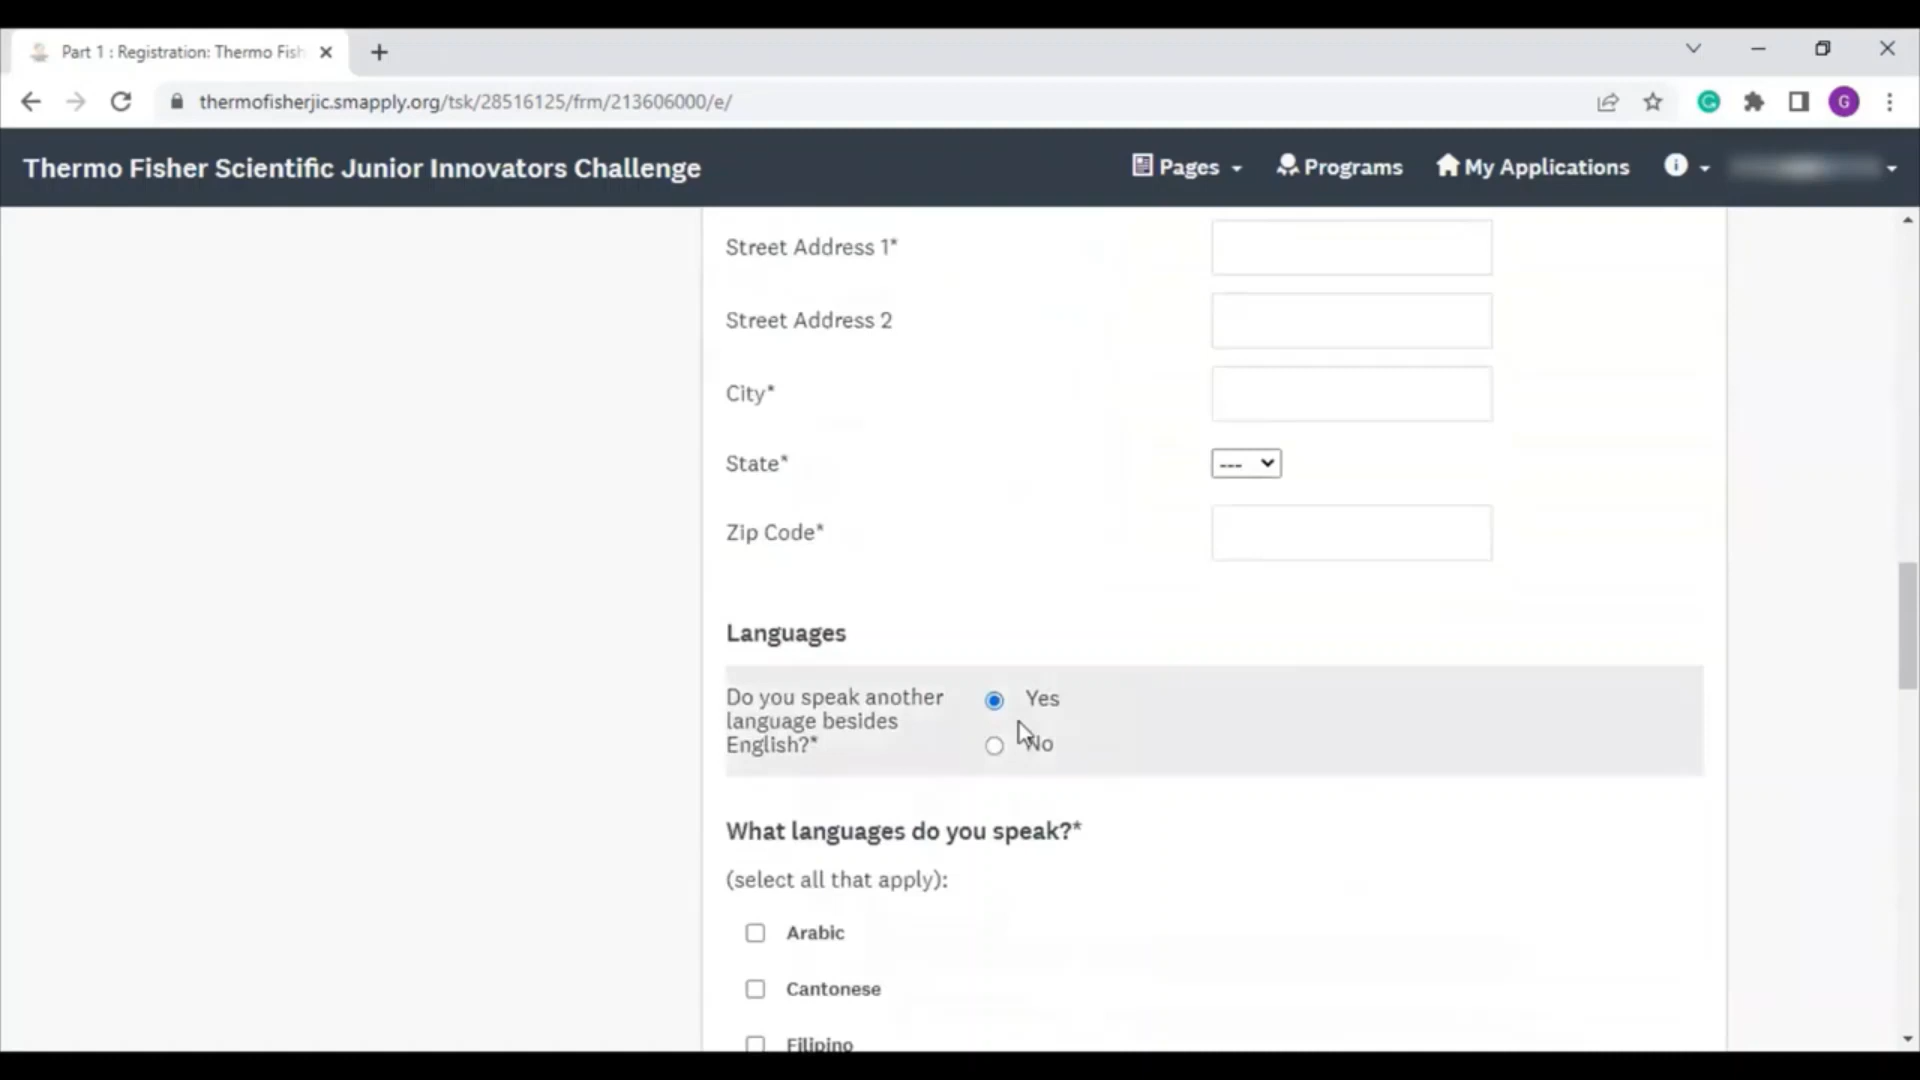 Part 1 : Registration: Thermo Fish
thermofisherjic.smapply.org/tsk/28516125/frm/213606000/e/
G
Thermo Fisher Scientific Junior Innovators Challenge
Pages
Programs
My Applications
Street Address 1*
Street Address 2
City*
State*
---
Zip Code*
Languages
Do you speak another
language besides
English?*
Yes
No
What languages do you speak?*
(select all that apply):
Arabic
Cantonese
Filipino